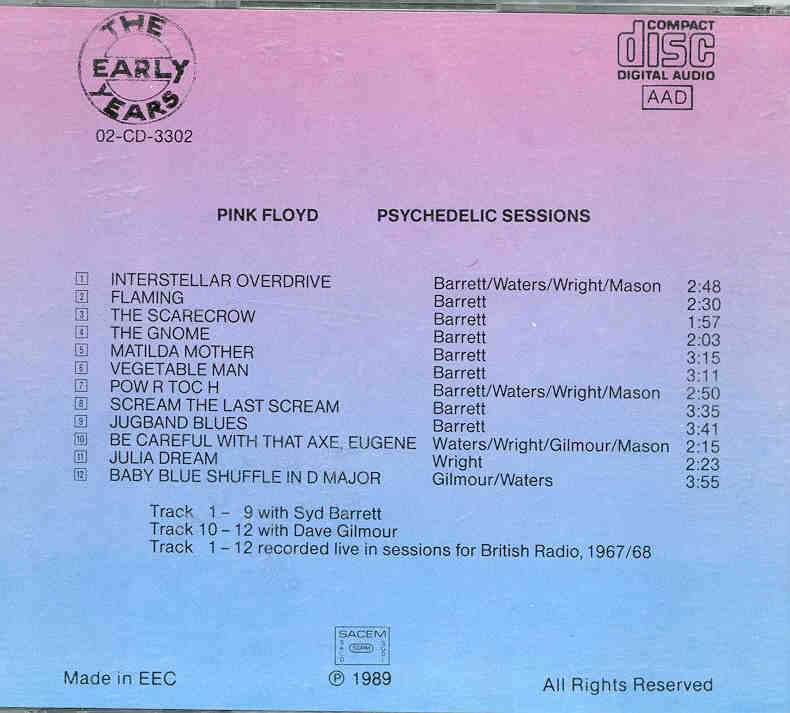 THE
EARLY
YEARS
02-CD-3302
COMPACT
disc
DIGITAL AUDIO
AAD
PINK FLOYD PSYCHEDELIC SESSIONS
1 INTERSTELLAR OVERDRIVE Barrett/Waters/Wright/Mason 2:48
2 FLAMING Barrett 2:30
3 THE SCARECROW Barrett 1:57
4 THE GNOME Barrett 2:03
5 MATILDA MOTHER Barrett 3:15
6 VEGETABLE MAN Barrett 3:11
7 POW R TOC H Barrett/Waters/Wright/Mason 2:50
8 SCREAM THE LAST SCREAM Barrett 3:35
9 JUGBAND BLUES Barrett 3:41
10 BE CAREFUL WITH THAT AXE, EUGENE Waters/Wright/Gilmour/Mason 2:15
11 JULIA DREAM Wright 2:23
12 BABY BLUE SHUFFLE IN D MAJOR Gilmour/Waters 3:55
Track 1 – 9 with Syd Barrett
Track 10 – 12 with Dave Gilmour
Track 1 – 12 recorded live in sessions for British Radio, 1967/68
SACEM
Made in EEC
℗ 1989
All Rights Reserved